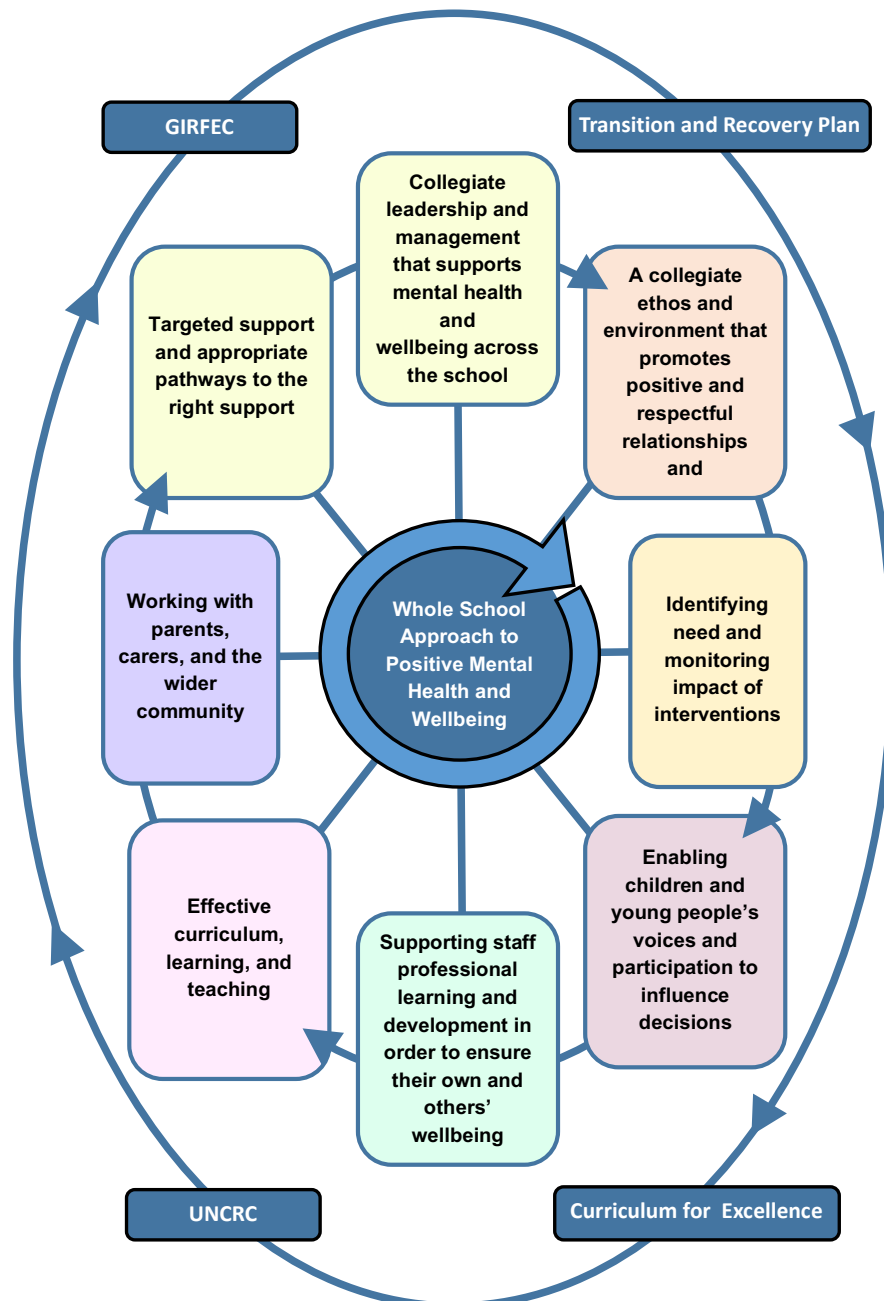 GIRFEC
Transition and Recovery Plan
Collegiate
leadership and
management
that supports
mental health
and
wellbeing across
the school
A collegiate
ethos and
environment that
promotes
positive and
respectful
relationships
and
Identifying
need and
monitoring
impact of
interventions
Enabling
children and
young people’s
voices and
participation to
influence
decisions
Supporting staff
professional
learning and
development in
order to ensure
their own and
others’
wellbeing
Effective
curriculum,
learning, and
teaching
Working with
parents,
carers, and the
wider
community
Targeted support
and appropriate
pathways to the
right support
Whole School
Approach to
Positive Mental
Health and
Wellbeing
UNCRC
Curriculum for  Excellence